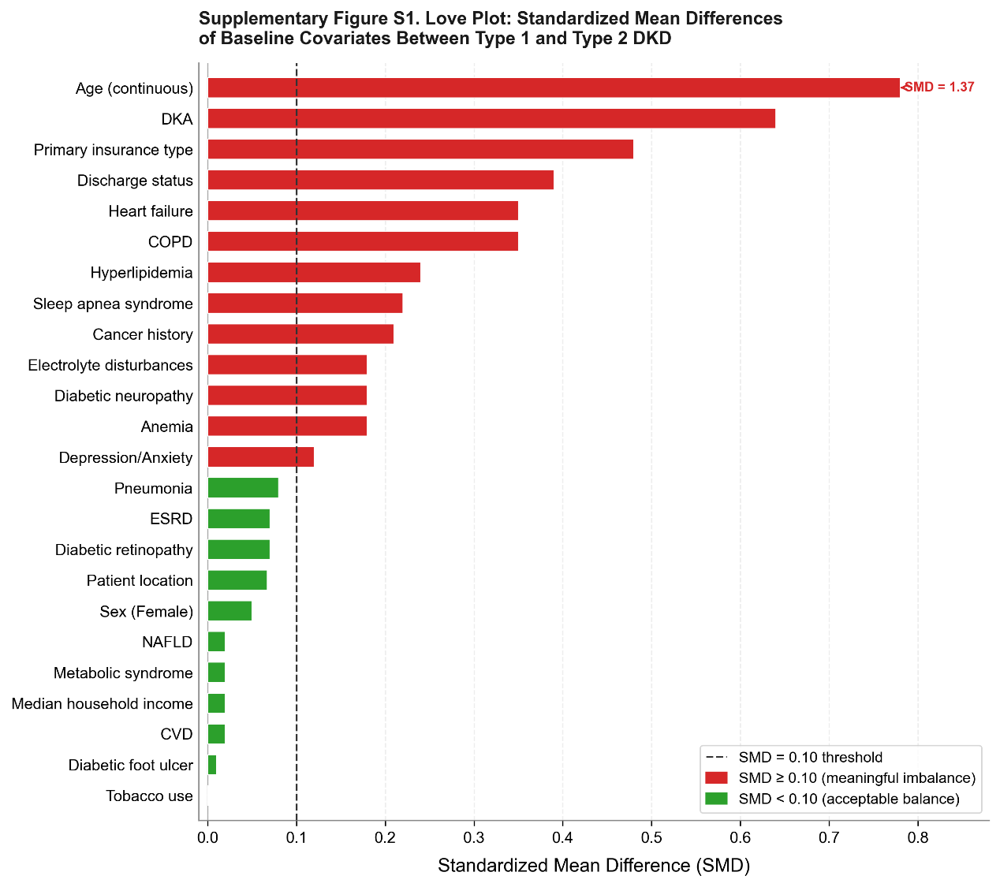 Supplementary Figure S1. Love Plot: Standardized Mean Differences
of Baseline Covariates Between Type 1 and Type 2 DKD
Age (continuous)
SMD = 1.37
DKA
Primary insurance type
Discharge status
Heart failure
COPD
Hyperlipidemia
Sleep apnea syndrome
Cancer history
Electrolyte disturbances
Diabetic neuropathy
Anemia
Depression/Anxiety
Pneumonia
ESRD
Diabetic retinopathy
Patient location
Sex (Female)
NAFLD
Metabolic syndrome
Median household income
CVD
Diabetic foot ulcer
Tobacco use
SMD = 0.10 threshold
SMD ≥ 0.10 (meaningful imbalance)
SMD < 0.10 (acceptable balance)
0.0 0.1 0.2 0.3 0.4 0.5 0.6 0.7 0.8
Standardized Mean Difference (SMD)